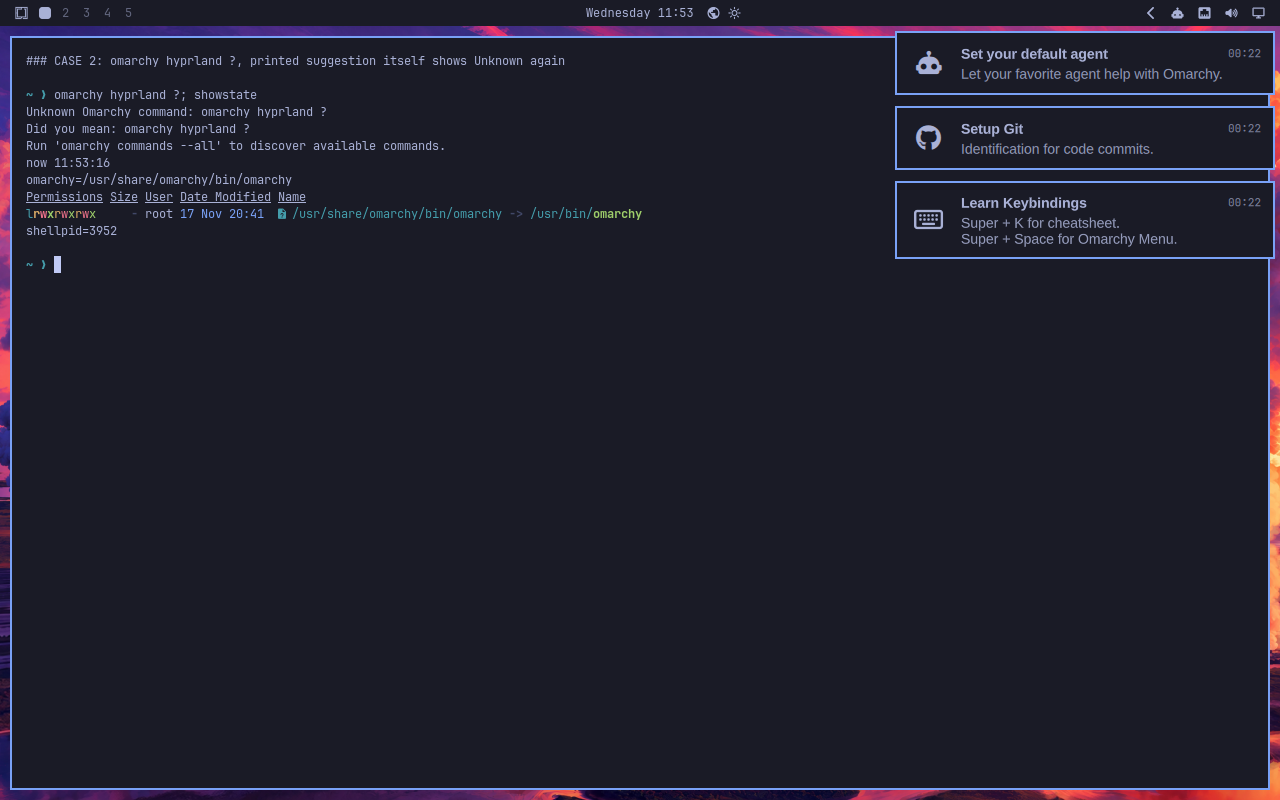 2 3 4 5
Wednesday 11:53
### CASE 2: omarchy hyprland ?, printed suggestion itself shows Unknown again
~ ❯ omarchy hyprland ?; showstate
Unknown Omarchy command: omarchy hyprland ?
Did you mean: omarchy hyprland ?
Run 'omarchy commands --all' to discover available commands.
now 11:53:16
omarchy=/usr/share/omarchy/bin/omarchy
Permissions Size User Date Modified Name
lrwxrwxrwx - root 17 Nov 20:41 /usr/share/omarchy/bin/omarchy -> /usr/bin/omarchy
shellpid=3952
~ ❯
Set your default agent 00:22
Let your favorite agent help with Omarchy.
Setup Git 00:22
Identification for code commits.
Learn Keybindings 00:22
Super + K for cheatsheet.
Super + Space for Omarchy Menu.